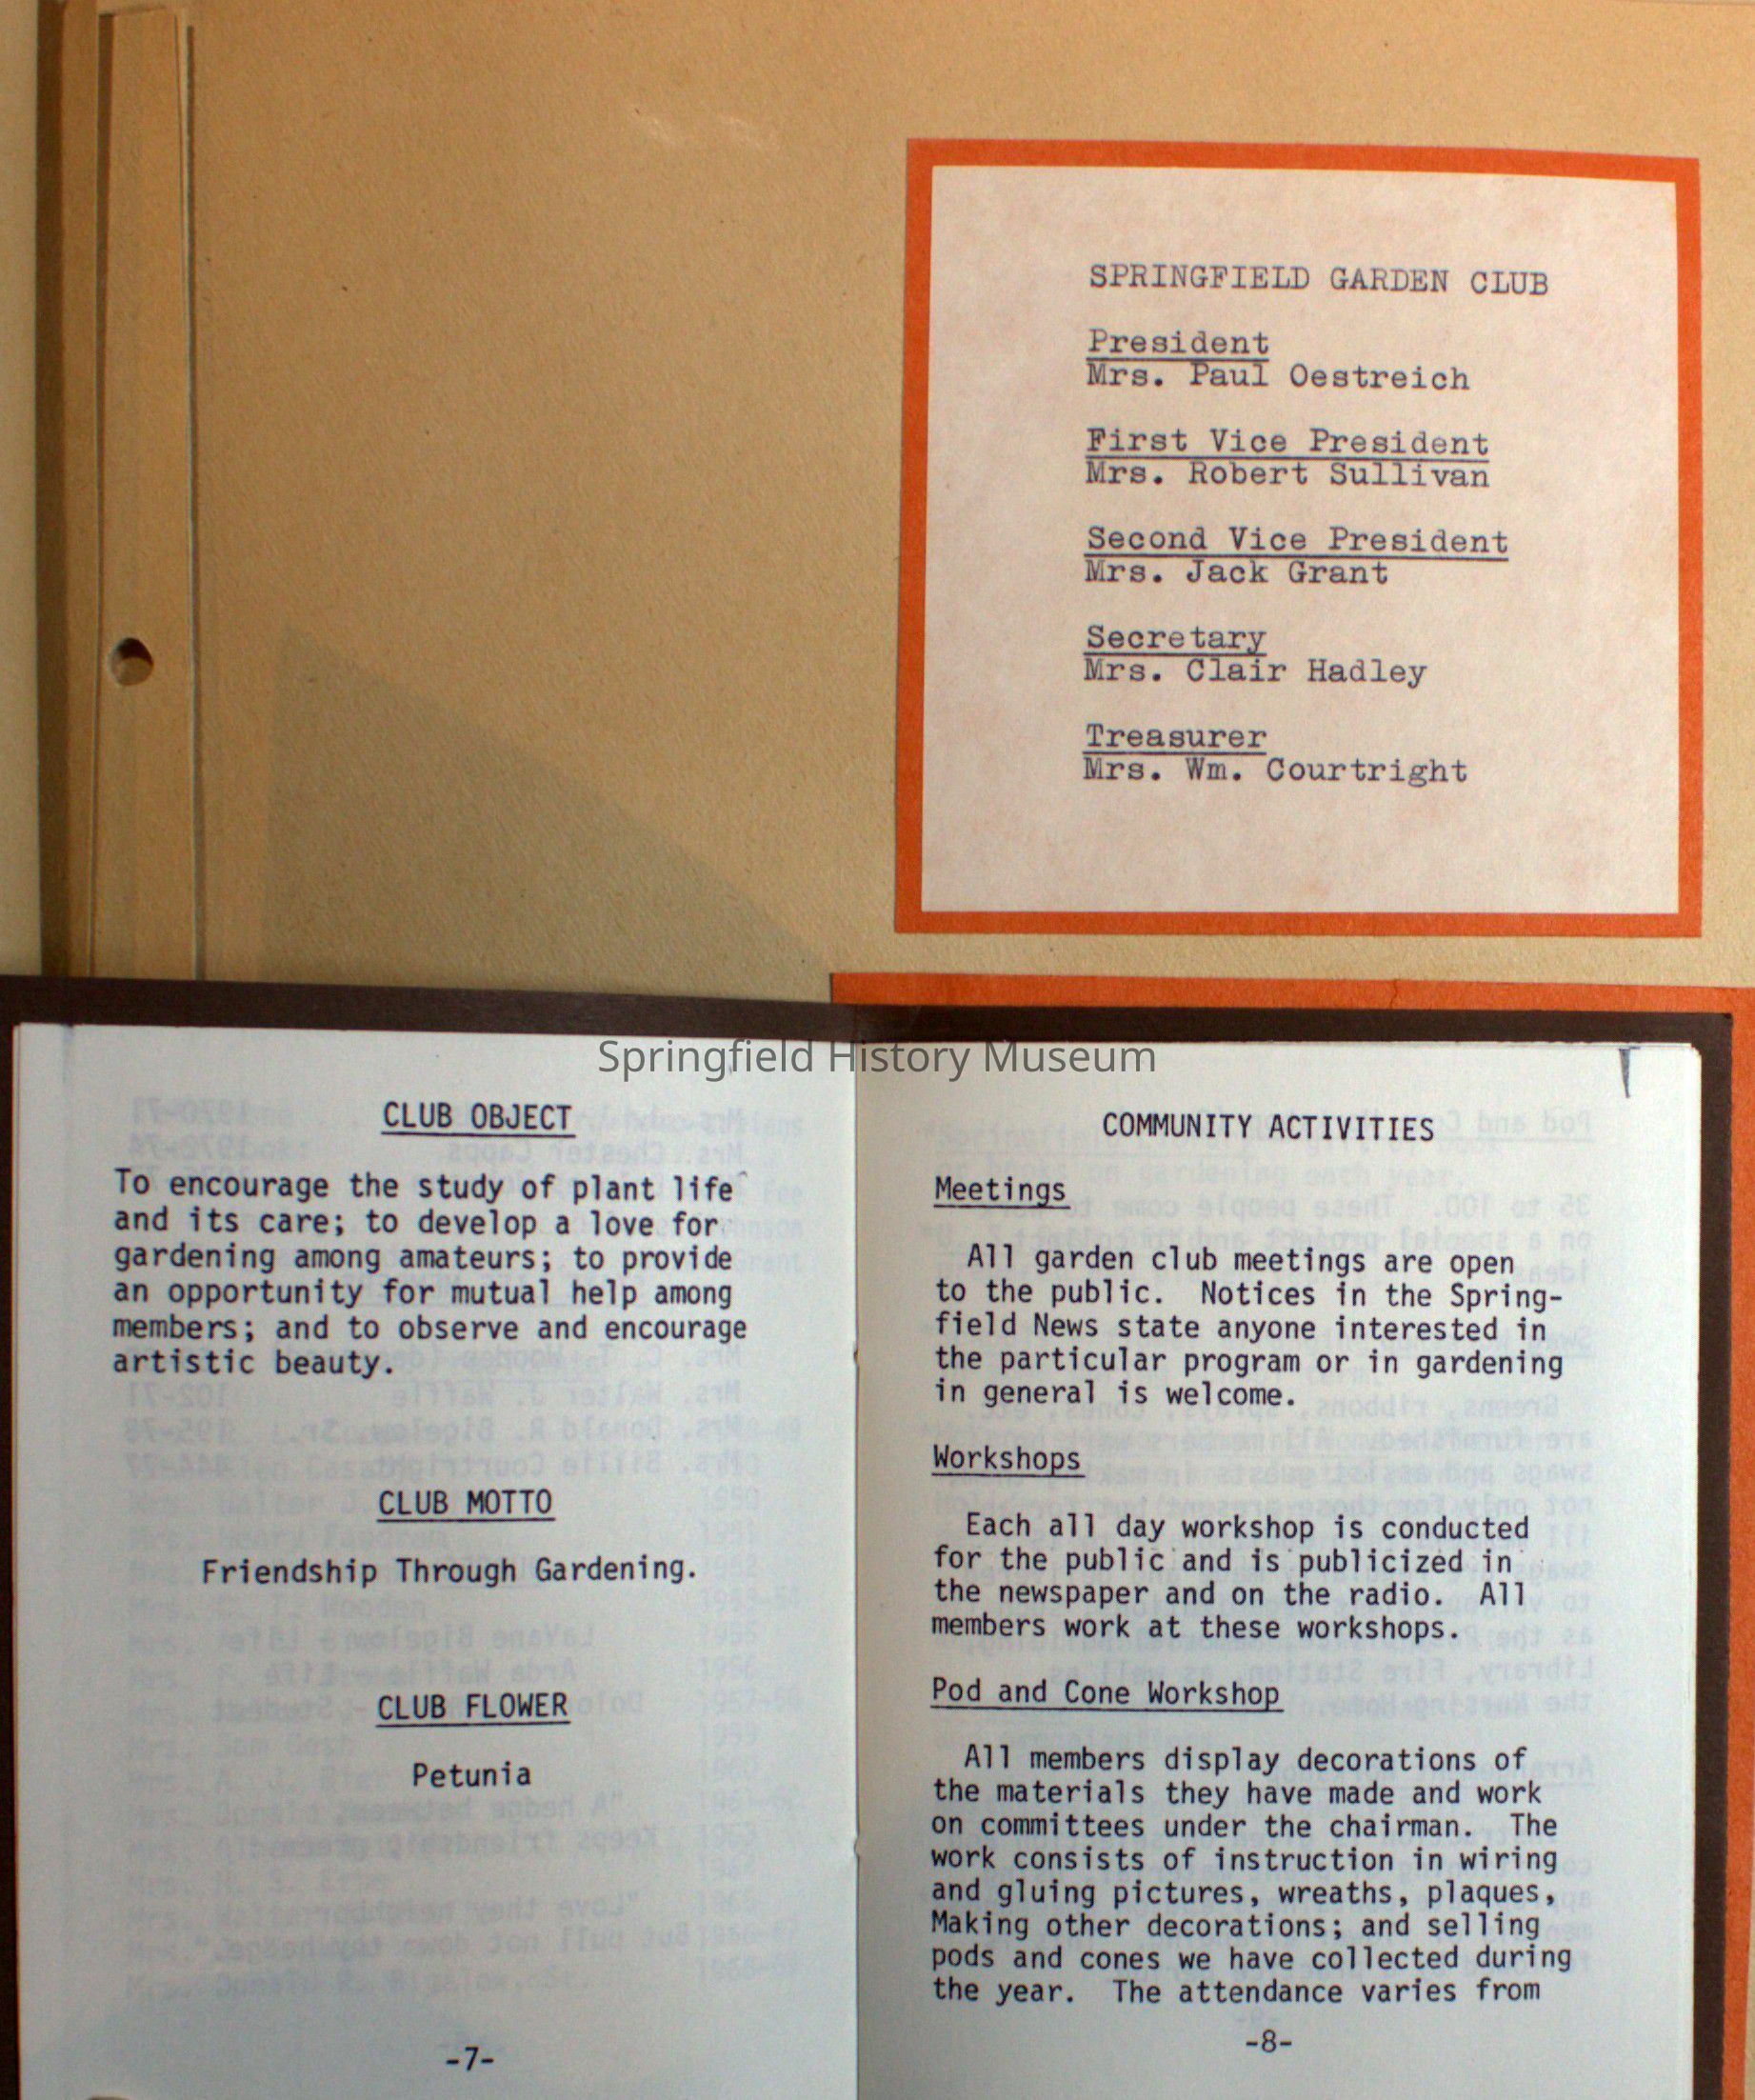 SPRINGFIELD GARDEN CLUB
President
Mrs. Paul Oestreich
First Vice President
Mrs. Robert Sullivan
Second Vice President
Mrs. Jack Grant
Secretary
Mrs. Clair Hadley
Treasurer
Mrs. Wm. Courtright
Springfield History Museum
CLUB OBJECT
To encourage the study of plant life
and its care; to develop a love for
gardening among amateurs; to provide
an opportunity for mutual help among
members; and to observe and encourage
artistic beauty.
CLUB MOTTO
Friendship Through Gardening.
CLUB FLOWER
Petunia
-7-
COMMUNITY ACTIVITIES
Meetings
All garden club meetings are open
to the public. Notices in the Spring-
field News state anyone interested in
the particular program or in gardening
in general is welcome.
Workshops
Each all day workshop is conducted
for the public and is publicized in
the newspaper and on the radio. All
members work at these workshops.
Pod and Cone Workshop
All members display decorations of
the materials they have made and work
on committees under the chairman. The
work consists of instruction in wiring
and gluing pictures, wreaths, plaques,
Making other decorations; and selling
pods and cones we have collected during
the year. The attendance varies from
-8-